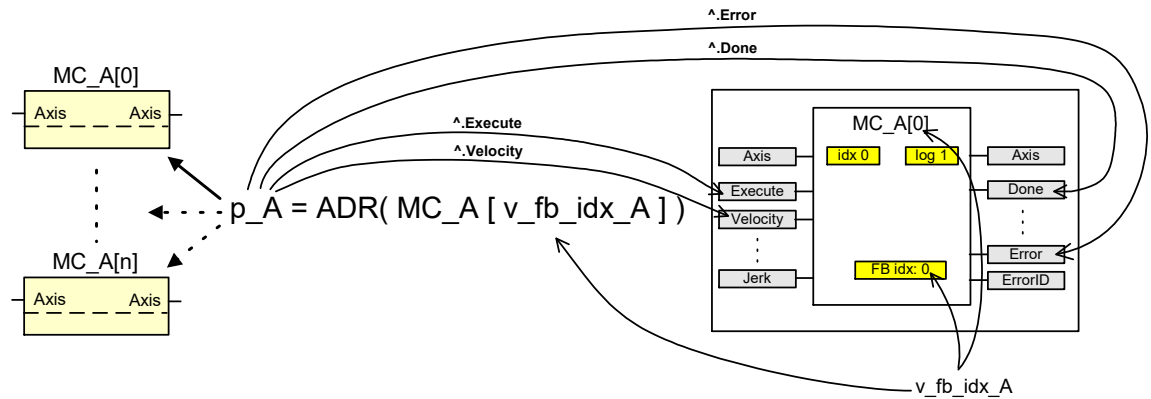 ^.Error
^.Done
MC_A[0]
Axis Axis
^.Execute
^.Velocity
p_A = ADR( MC_A [ v_fb_idx_A ] )
MC_A[n]
Axis Axis
MC_A[0]
Axis idx 0 log 1 Axis
Execute Done
Velocity
FB idx: 0 Error
Jerk ErrorID
v_fb_idx_A